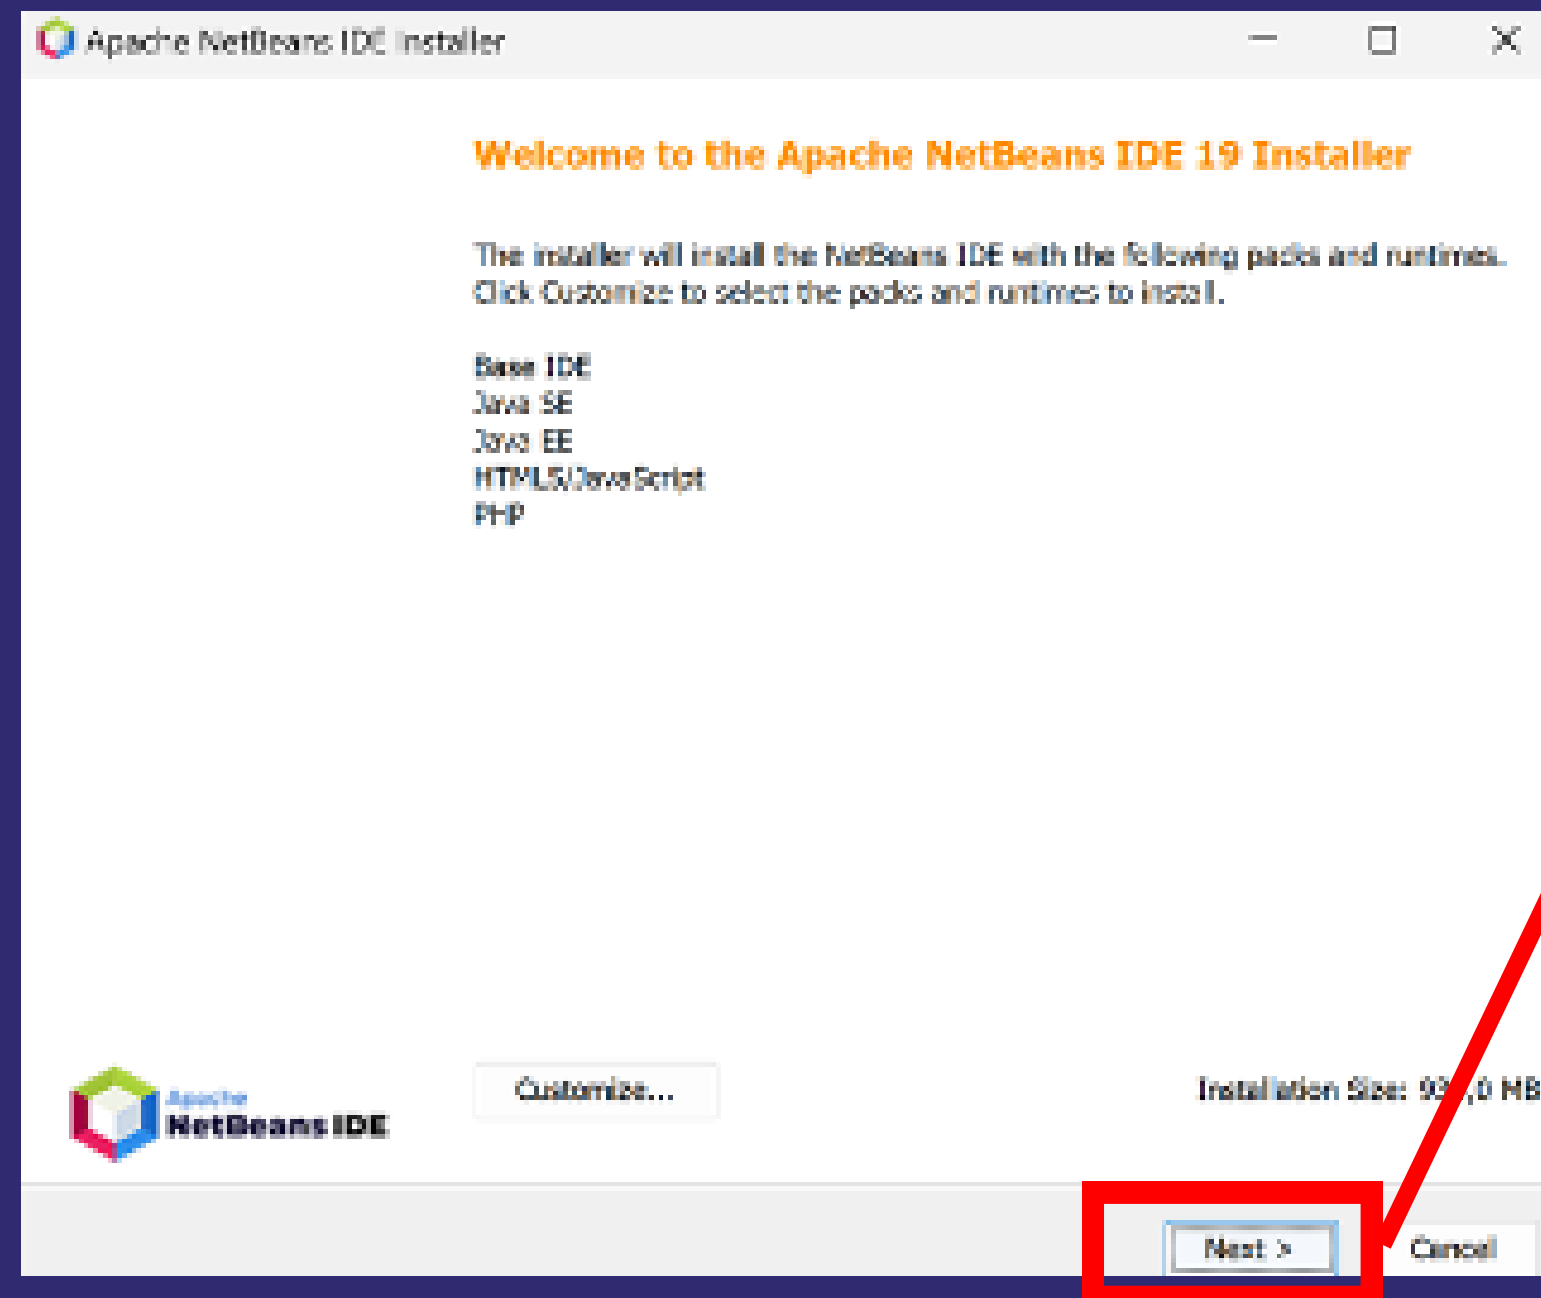 Apache NetBeans IDE Installer
Welcome to the Apache NetBeans IDE 19 Installer
The installer will install the NetBeans IDE with the following packs and runtimes.
Click Customize to select the packs and runtimes to install.
Base IDE
Java SE
Java EE
HTML5/JavaScript
PHP
Apache
NetBeans IDE
Customize...
Installation Size: MB
Next >
Cancel